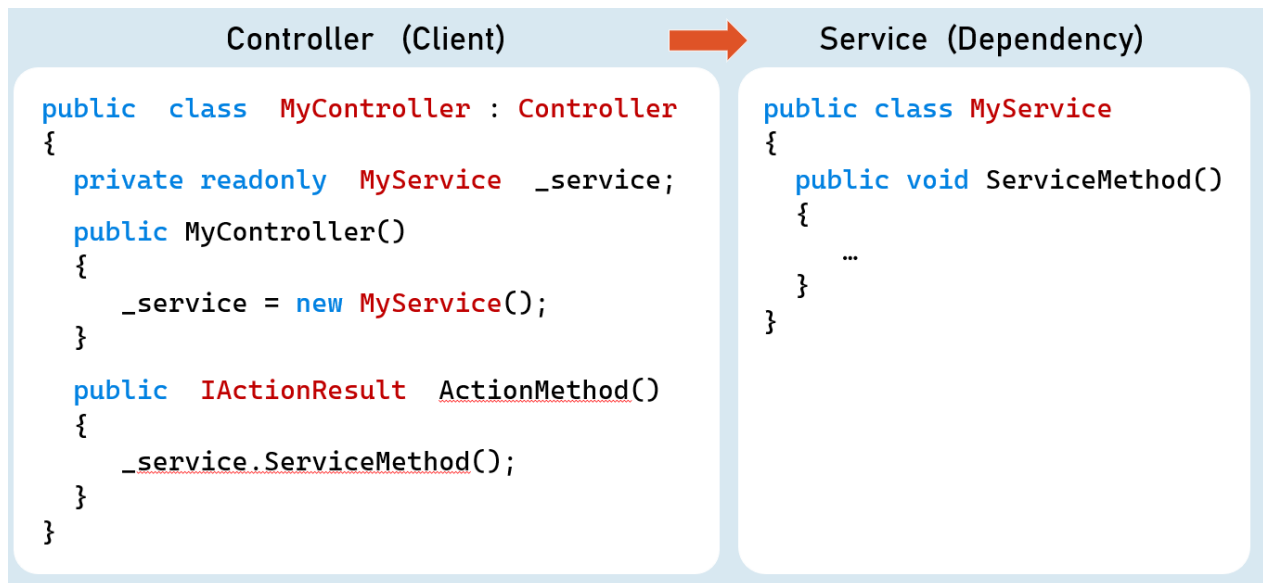 Controller (Client)
Service (Dependency)
public class MyController : Controller
{
private readonly MyService _service;
public MyController()
{
_service = new MyService();
}
public IActionResult ActionMethod()
{
_service.ServiceMethod();
}
}
public class MyService
{
public void ServiceMethod()
{
…
}
}